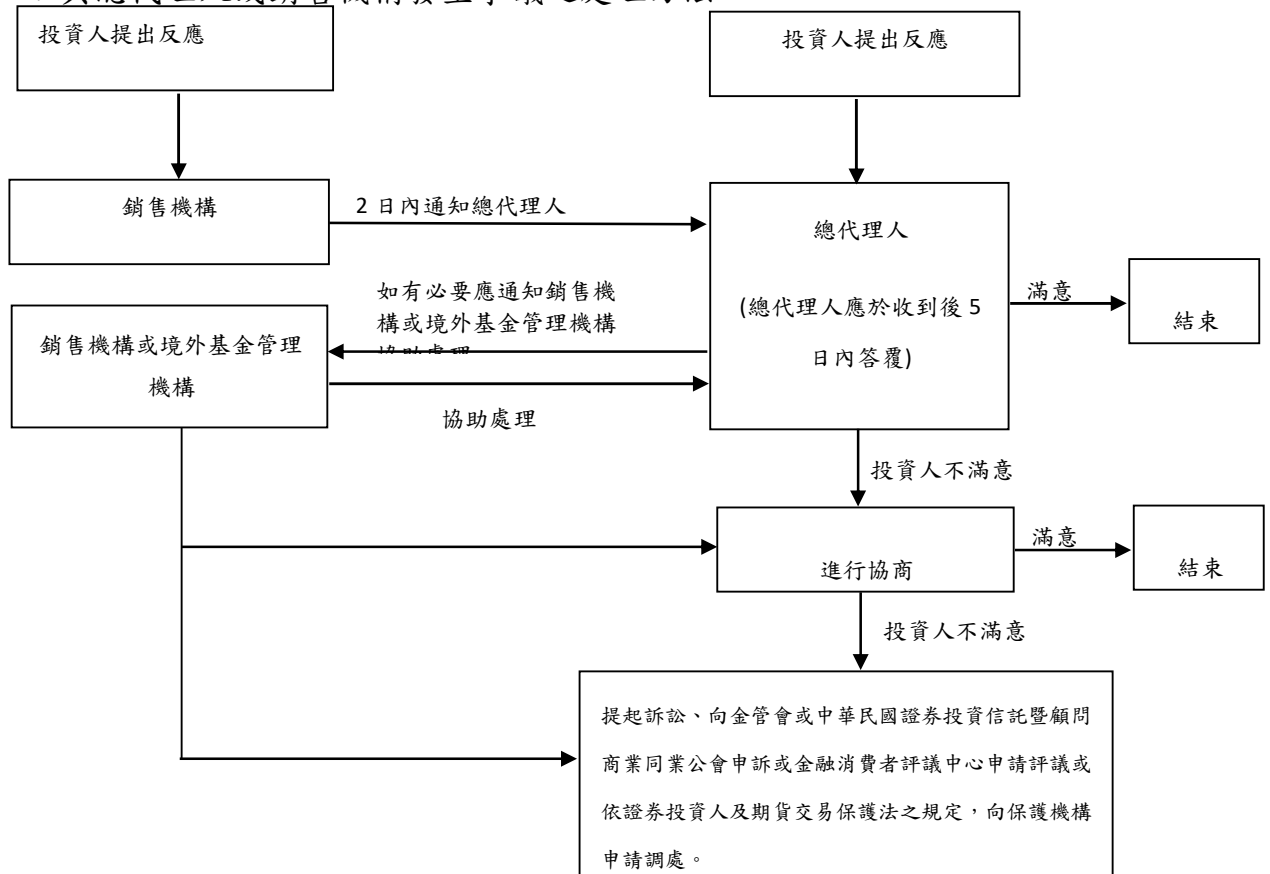 投資人提出反應
投資人提出反應
銷售機構
2 日內通知總代理人
總代理人
(總代理人應於收到後 5
日內答覆)
滿意
結束
如有必要應通知銷售機
構或境外基金管理機構
協助處理
銷售機構或境外基金管理
機構
協助處理
投資人不滿意
進行協商
滿意
結束
投資人不滿意
提起訴訟、向金管會或中華民國證券投資信託暨顧問
商業同業公會申訴或金融消費者評議中心申請評議或
依證券投資人及期貨交易保護法之規定，向保護機構
申請調處。